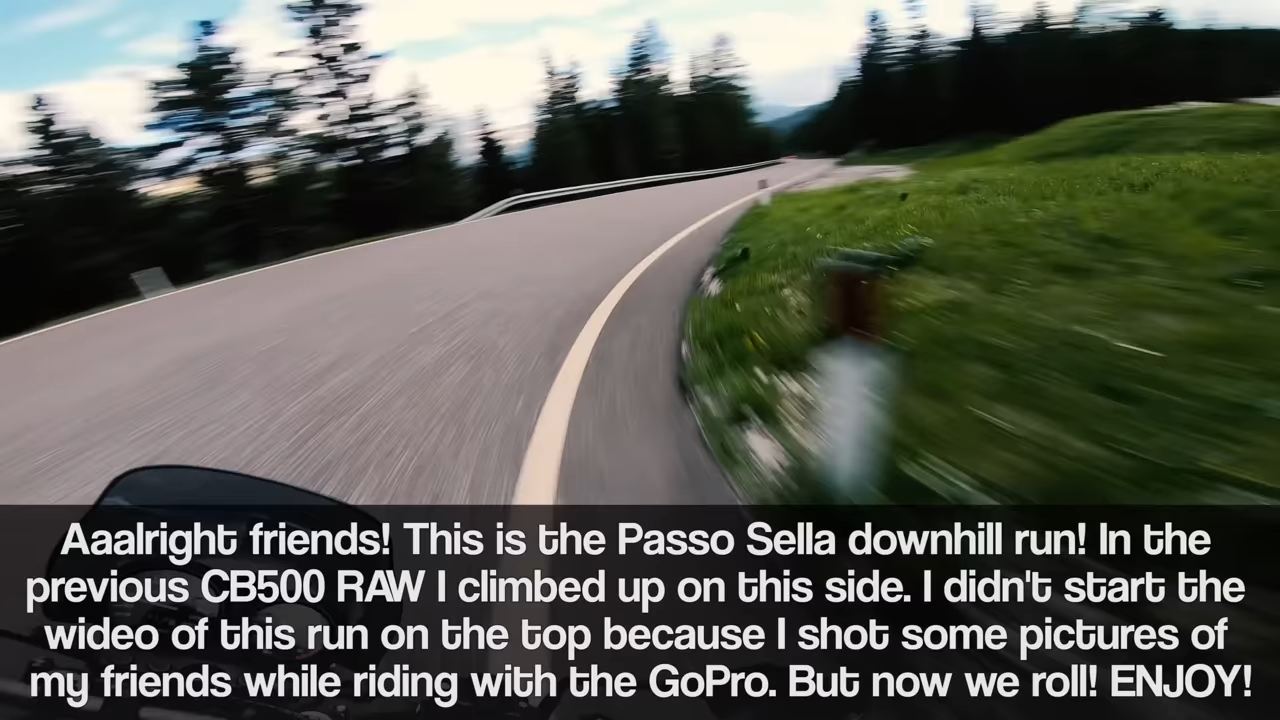 Aaalright friends! This is the Passo Sella downhill run! In the
previous CB500 RAW I climbed up on this side. I didn't start the
wideo of this run on the top because I shot some pictures of
my friends while riding with the GoPro. But now we roll! ENJOY!